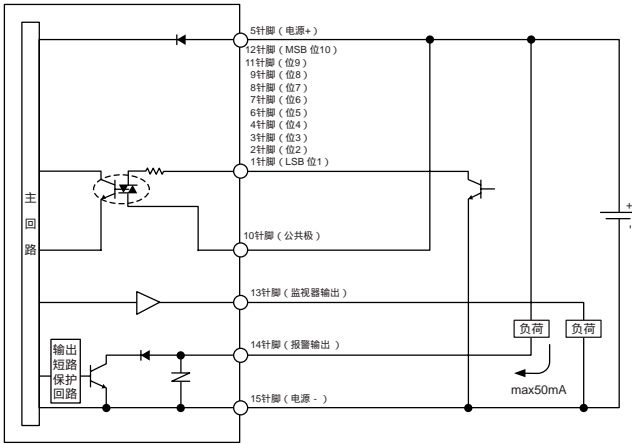 5针脚（电源+）
12针脚（MSB 位10）
11针脚（位9）
9针脚（位8）
8针脚（位7）
7针脚（位6）
6针脚（位5）
4针脚（位4）
3针脚（位3）
2针脚（位2）
1针脚（LSB 位1）
主回路
+
-
10针脚（公共极）
13针脚（监视器输出）
负荷
负荷
输出
短路
保护
回路
14针脚（报警输出）
max50mA
15针脚（电源 - ）